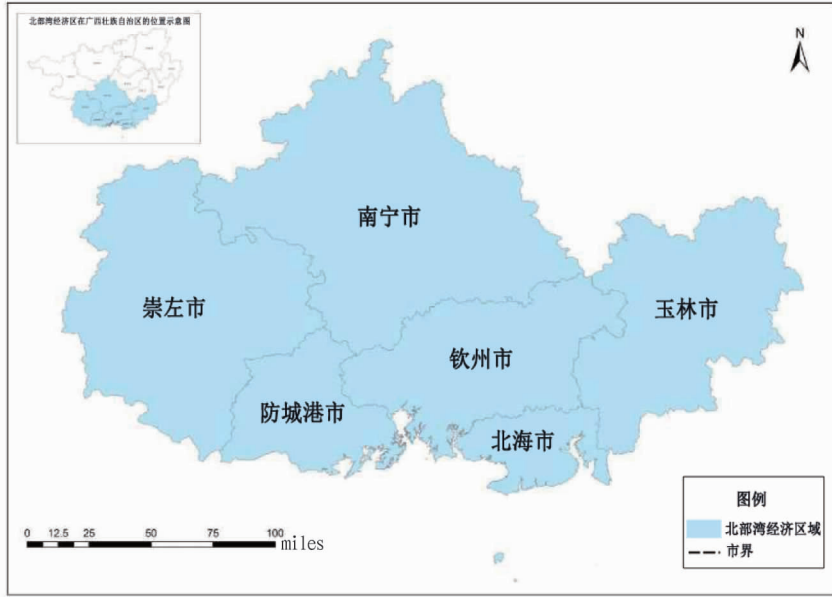 北部湾经济区在广西壮族自治区的位置示意图
N
南宁市
崇左市
玉林市
钦州市
防城港市
北海市
0 12.5 25 50 75 100
miles
图例
北部湾经济区域
市界